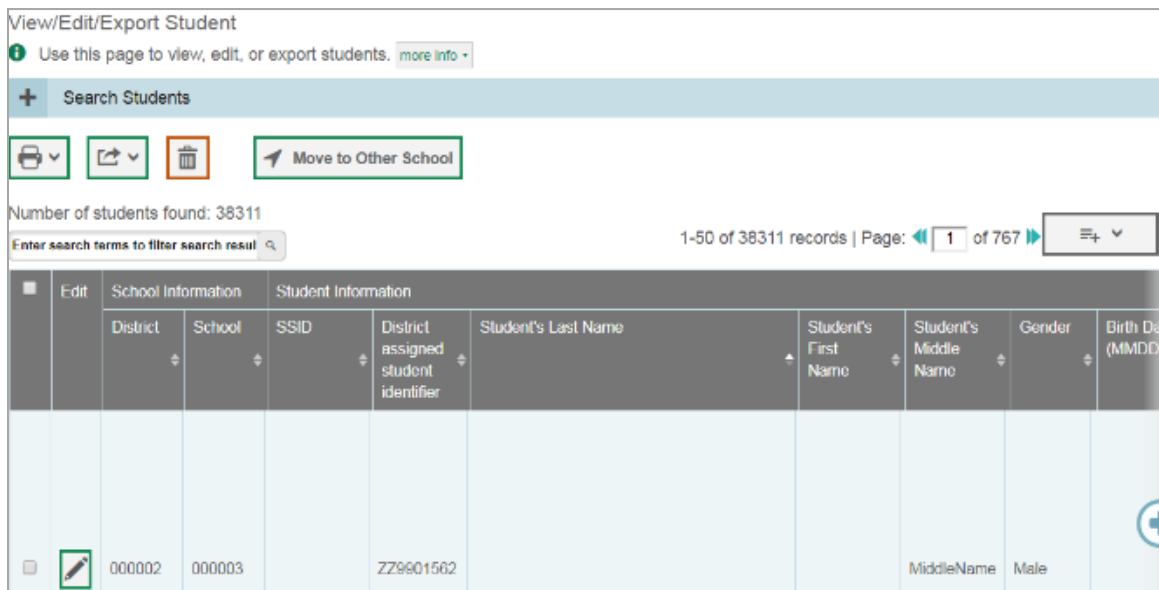 View/Edit/Export Student
Use this page to view, edit, or export students. more info
Search Students
Move to Other School
Number of students found: 38311
Enter search terms to filter search resul
1-50 of 38311 records | Page: 1 of 767
Edit School Information Student Information
District School SSID District assigned student identifier Student's Last Name Student's First Name Student's Middle Name Gender Birth Da (MMDD
000002 000003 ZZ9901562 MiddleName Male